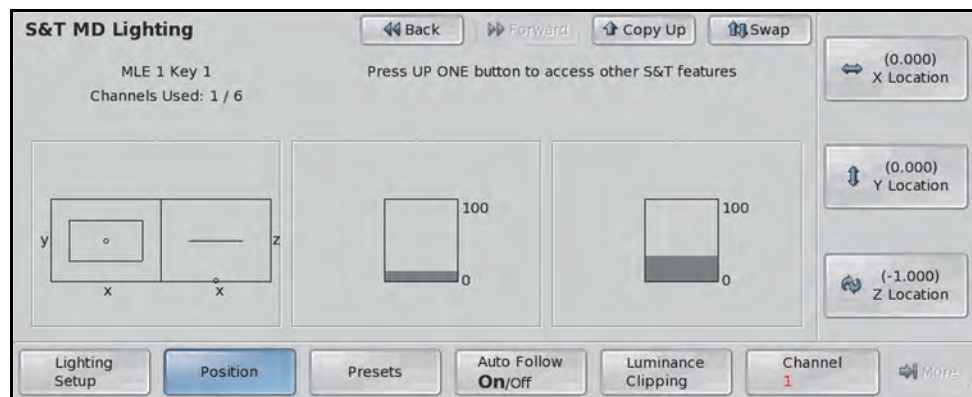 S&T MD Lighting
Back
Forward
Copy Up
Swap
MLE 1 Key 1
Channels Used: 1 / 6
Press UP ONE button to access other S&T features
(0.000)
X Location
(0.000)
Y Location
(-1.000)
Z Location
y
z
x
x
100
0
100
0
Lighting
Setup
Position
Presets
Auto Follow
On/Off
Luminance
Clipping
Channel
1
More